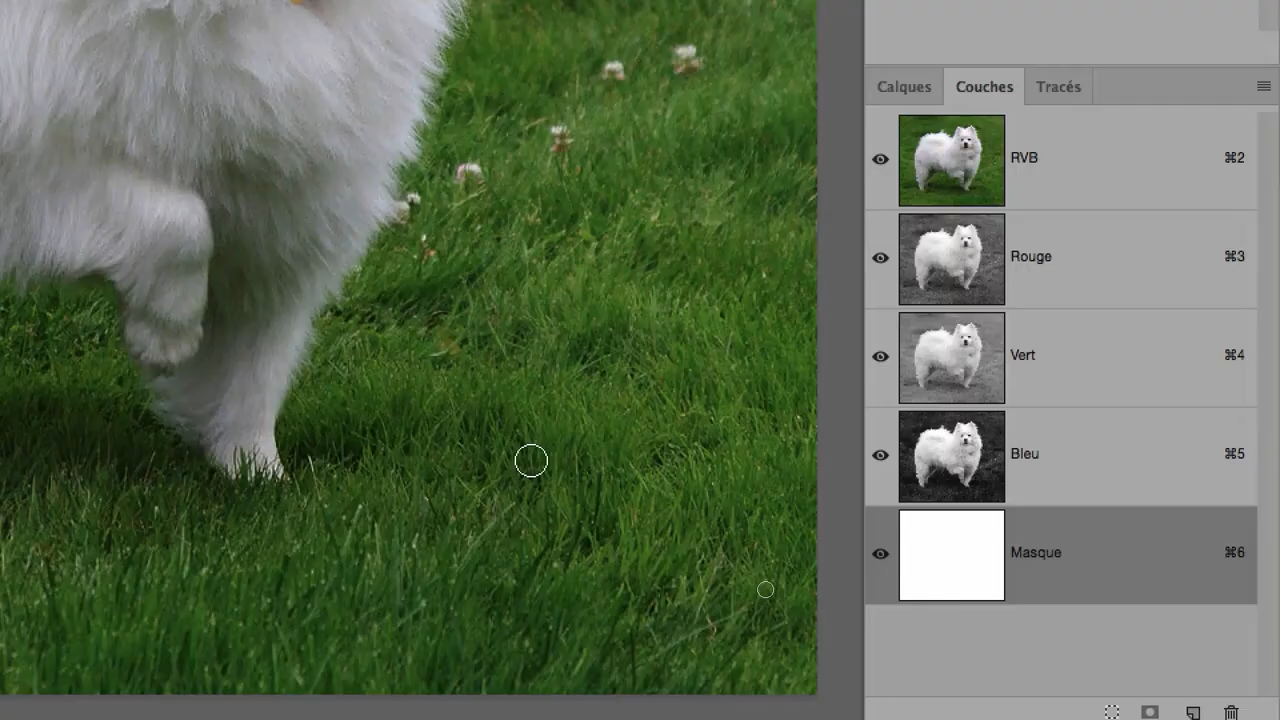 Calques Couches Tracés
RVB ⌘2
Rouge ⌘3
Vert ⌘4
Bleu ⌘5
Masque ⌘6